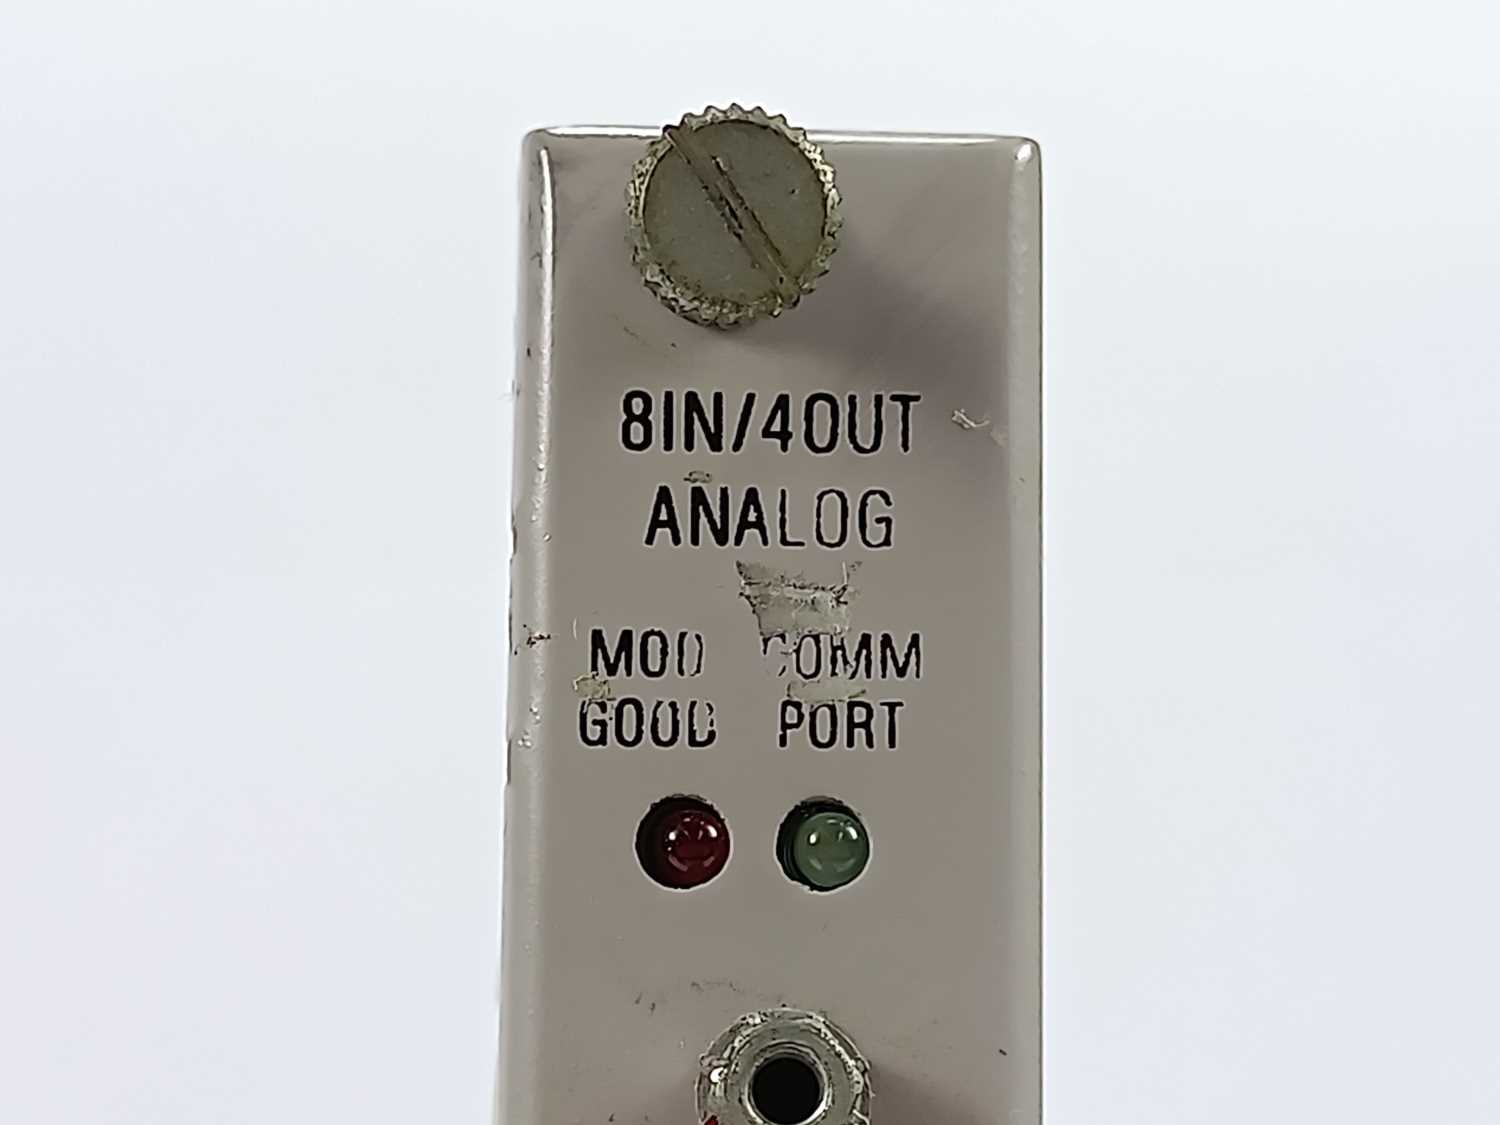 8IN/4OUT
ANALOG
MOD COMM
GOOD PORT